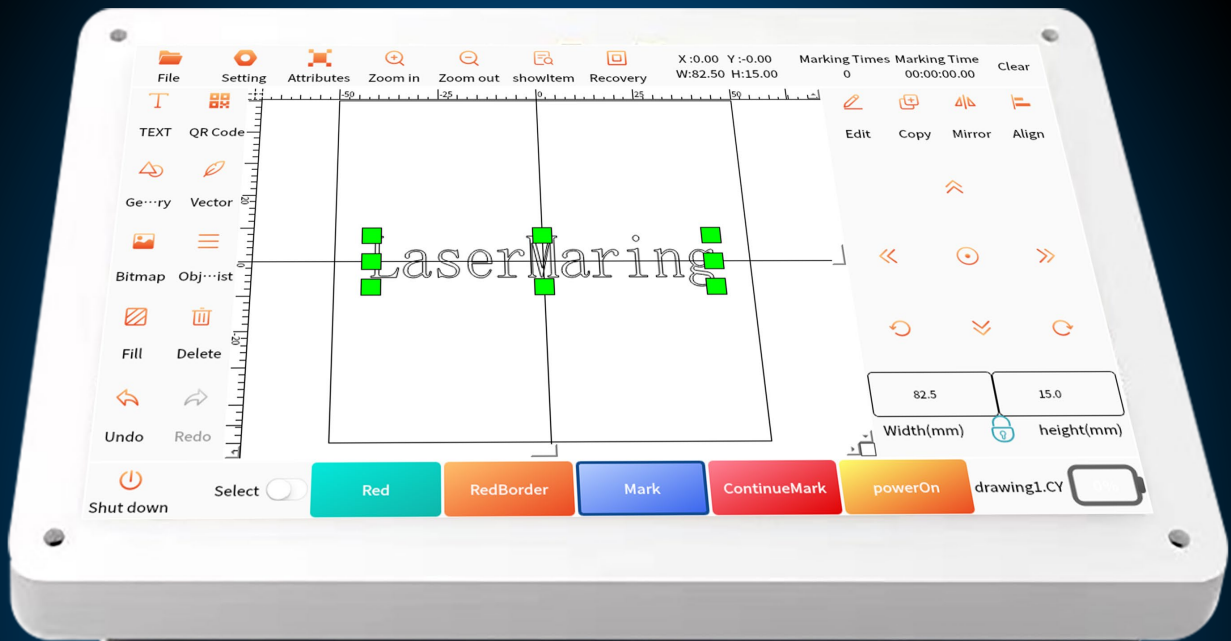 File Setting Attributes Zoom in Zoom out showItem Recovery
X:0.00 Y:-0.00
W:82.50 H:15.00
Marking Times Marking Time
0 00:00:00.00
Clear
-50 -25 0 25 50
TEXT QR Code
Edit Copy Mirror Align
Ge···ry Vector
20
Bitmap Obj···ist
0
LaserMaring
Fill Delete
-20
82.5 15.0
Undo Redo
Width(mm) height(mm)
Shut down
Select
Red RedBorder Mark ContinueMark powerOn
drawing1.CY